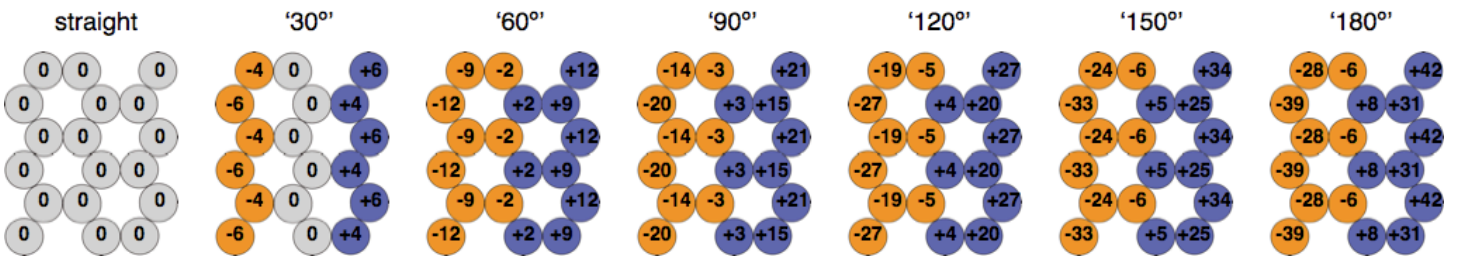 straight ‘30º’ ‘60º’ ‘90º’ ‘120º’ ‘150º’ ‘180º’
0 0 0 -4 0 +6 -9 -2 +12 -14 -3 +21 -19 -5 +27 -24 -6 +34 -28 -6 +42
0 0 0 -6 0 +4 -12 +2 +9 -20 +3 +15 -27 +4 +20 -33 +5 +25 -39 +8 +31
0 0 0 -4 0 +6 -9 -2 +12 -14 -3 +21 -19 -5 +27 -24 -6 +34 -28 -6 +42
0 0 0 -6 0 +4 -12 +2 +9 -20 +3 +15 -27 +4 +20 -33 +5 +25 -39 +8 +31
0 0 0 -4 0 +6 -9 -2 +12 -14 -3 +21 -19 -5 +27 -24 -6 +34 -28 -6 +42
0 0 0 -6 0 +4 -12 +2 +9 -20 +3 +15 -27 +4 +20 -33 +5 +25 -39 +8 +31